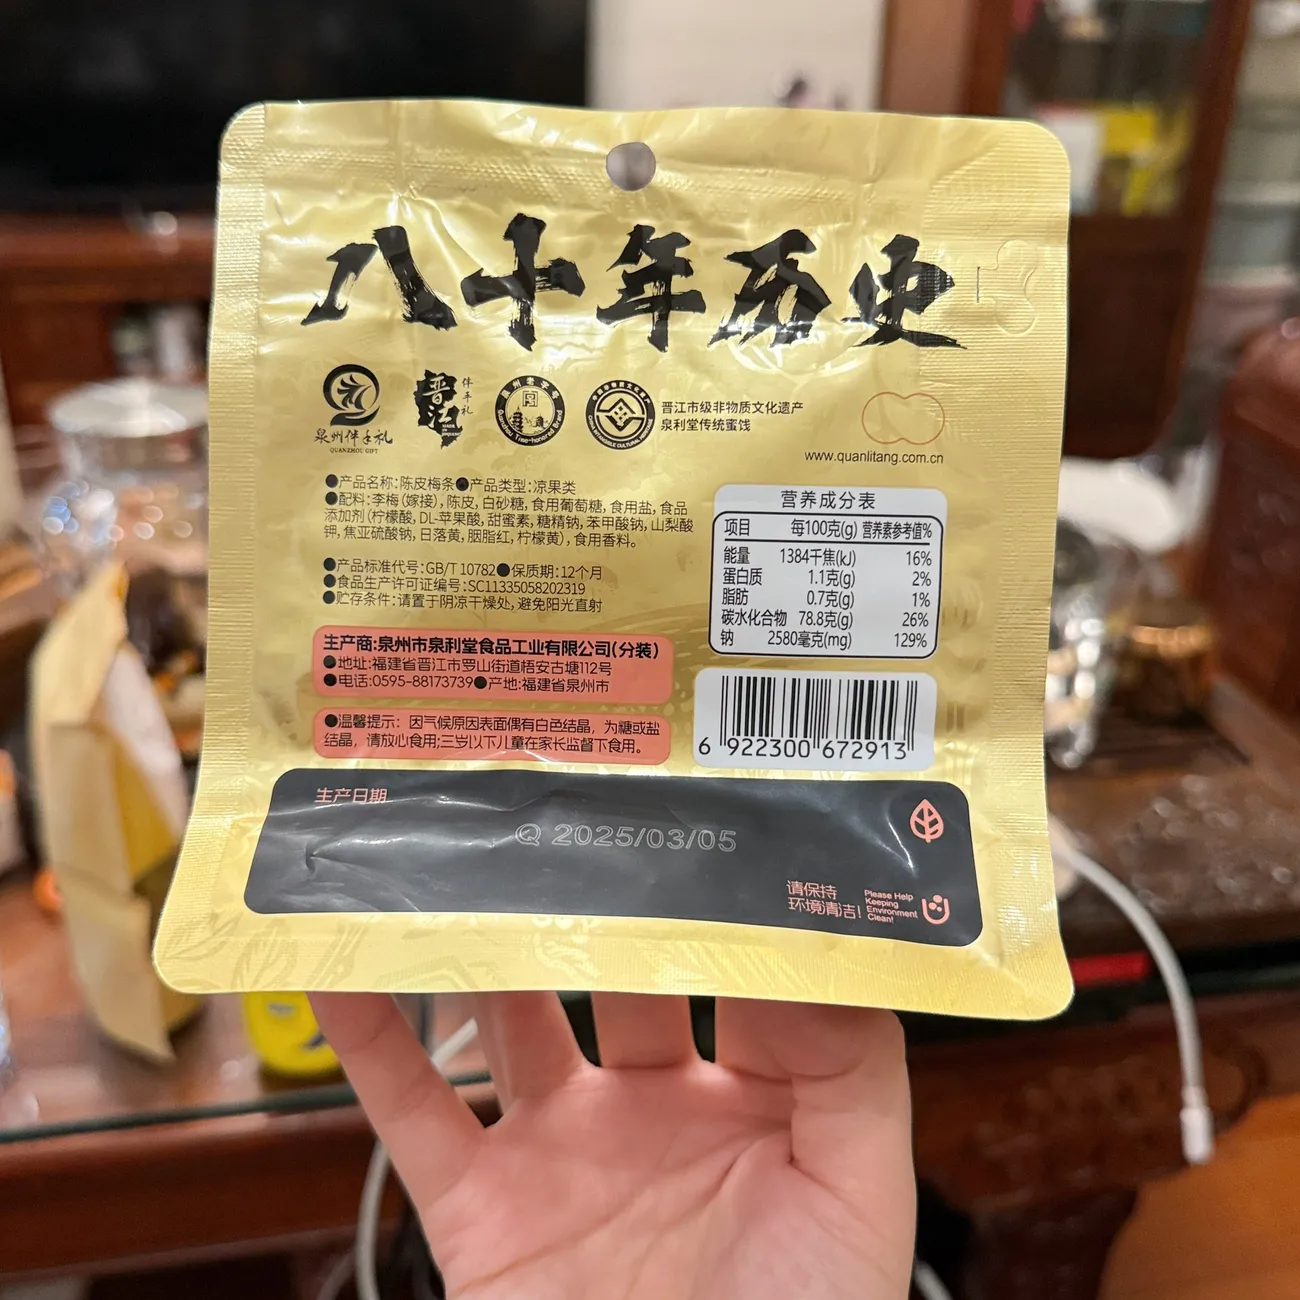 八十年历史
泉州伴手礼
QUANZHOU GIFT
晋江
伴手礼
泉州老字号
Quanzhou Time-honored Brand
晋江市级非物质文化遗产
泉利堂传统蜜饯
www.quanlitang.com.cn
●产品名称:陈皮梅条●产品类型:凉果类
●配料:李梅(嫁接),陈皮,白砂糖,食用葡萄糖,食用盐,食品
添加剂(柠檬酸,DL-苹果酸,甜蜜素,糖精钠,苯甲酸钠,山梨酸
钾,焦亚硫酸钠,日落黄,胭脂红,柠檬黄),食用香料。
●产品标准代号:GB/T 10782●保质期:12个月
●食品生产许可证编号:SC11335058202319
●贮存条件:请置于阴凉干燥处,避免阳光直射
生产商:泉州市泉利堂食品工业有限公司(分装)
●地址:福建省晋江市罗山街道梧安古塘112号
●电话:0595-88173739●产地:福建省泉州市
●温馨提示：因气候原因表面偶有白色结晶，为糖或盐
结晶，请放心食用;三岁以下儿童在家长监督下食用。
营养成分表
项目 每100克(g) 营养素参考值%
能量 1384千焦(kJ) 16%
蛋白质 1.1克(g) 2%
脂肪 0.7克(g) 1%
碳水化合物 78.8克(g) 26%
钠 2580毫克(mg) 129%
6 922300 672913
生产日期
Q 2025/03/05
请保持
环境清洁!
Please Help
Keeping
Environment
Clean!